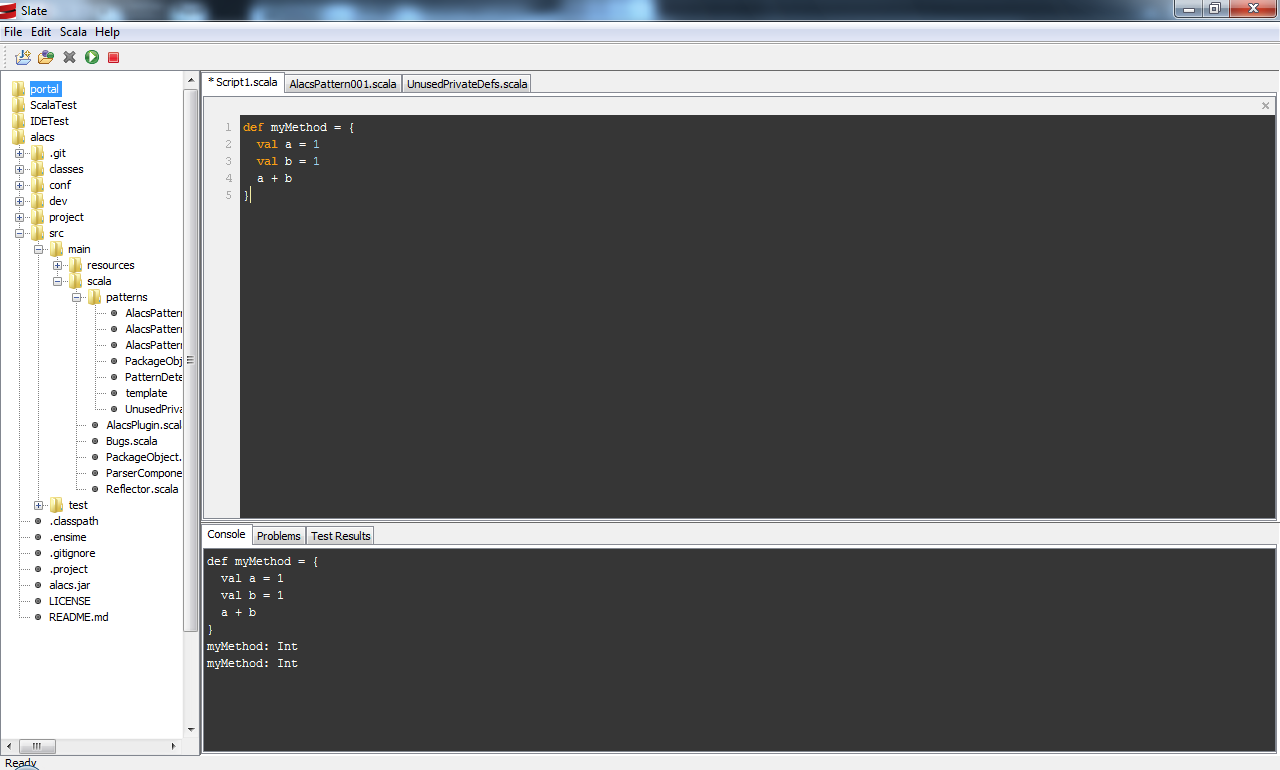 Slate
File Edit Scala Help
portal
ScalaTest
IDETest
alacs
.git
classes
conf
dev
project
src
main
resources
scala
patterns
AlacsPatter
AlacsPatter
AlacsPatter
PackageObj
PatternDete
template
UnusedPriva
AlacsPlugin.scal
Bugs.scala
PackageObject.
ParserCompone
Reflector.scala
test
.classpath
.ensime
.gitignore
.project
alacs.jar
LICENSE
README.md
* Script1.scala AlacsPattern001.scala UnusedPrivateDefs.scala
1 def myMethod = {
2 val a = 1
3 val b = 1
4 a + b
5 }
Console Problems Test Results
def myMethod = {
val a = 1
val b = 1
a + b
}
myMethod: Int
myMethod: Int
Ready